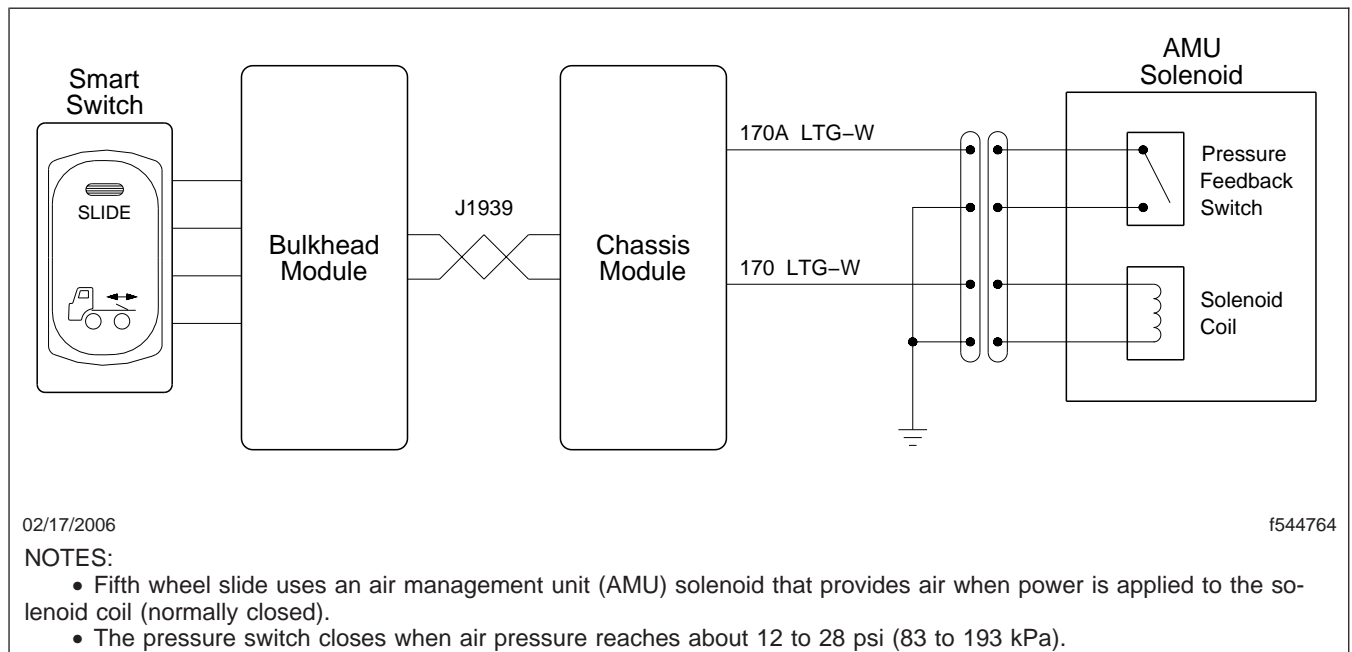 Smart
Switch
SLIDE
Bulkhead
Module
J1939
Chassis
Module
170A LTG−W
170 LTG−W
AMU
Solenoid
Pressure
Feedback
Switch
Solenoid
Coil
02/17/2006
f544764
NOTES:
• Fifth wheel slide uses an air management unit (AMU) solenoid that provides air when power is applied to the so-
lenoid coil (normally closed).
• The pressure switch closes when air pressure reaches about 12 to 28 psi (83 to 193 kPa).